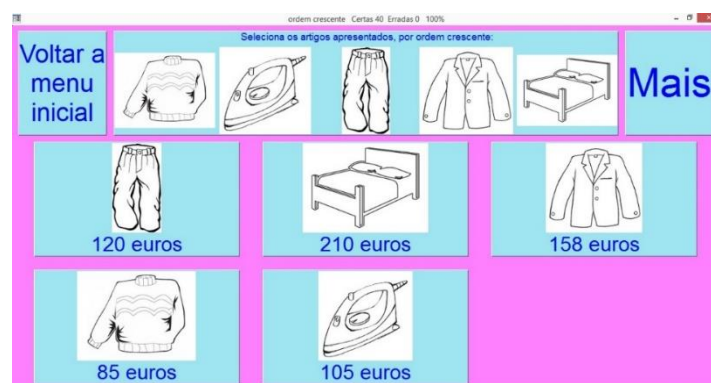 ordem crescente Certas 40 Erradas 0 100%
Voltar a
menu
inicial
Seleciona os artigos apresentados, por ordem crescente:
Mais
120 euros
210 euros
158 euros
85 euros
105 euros